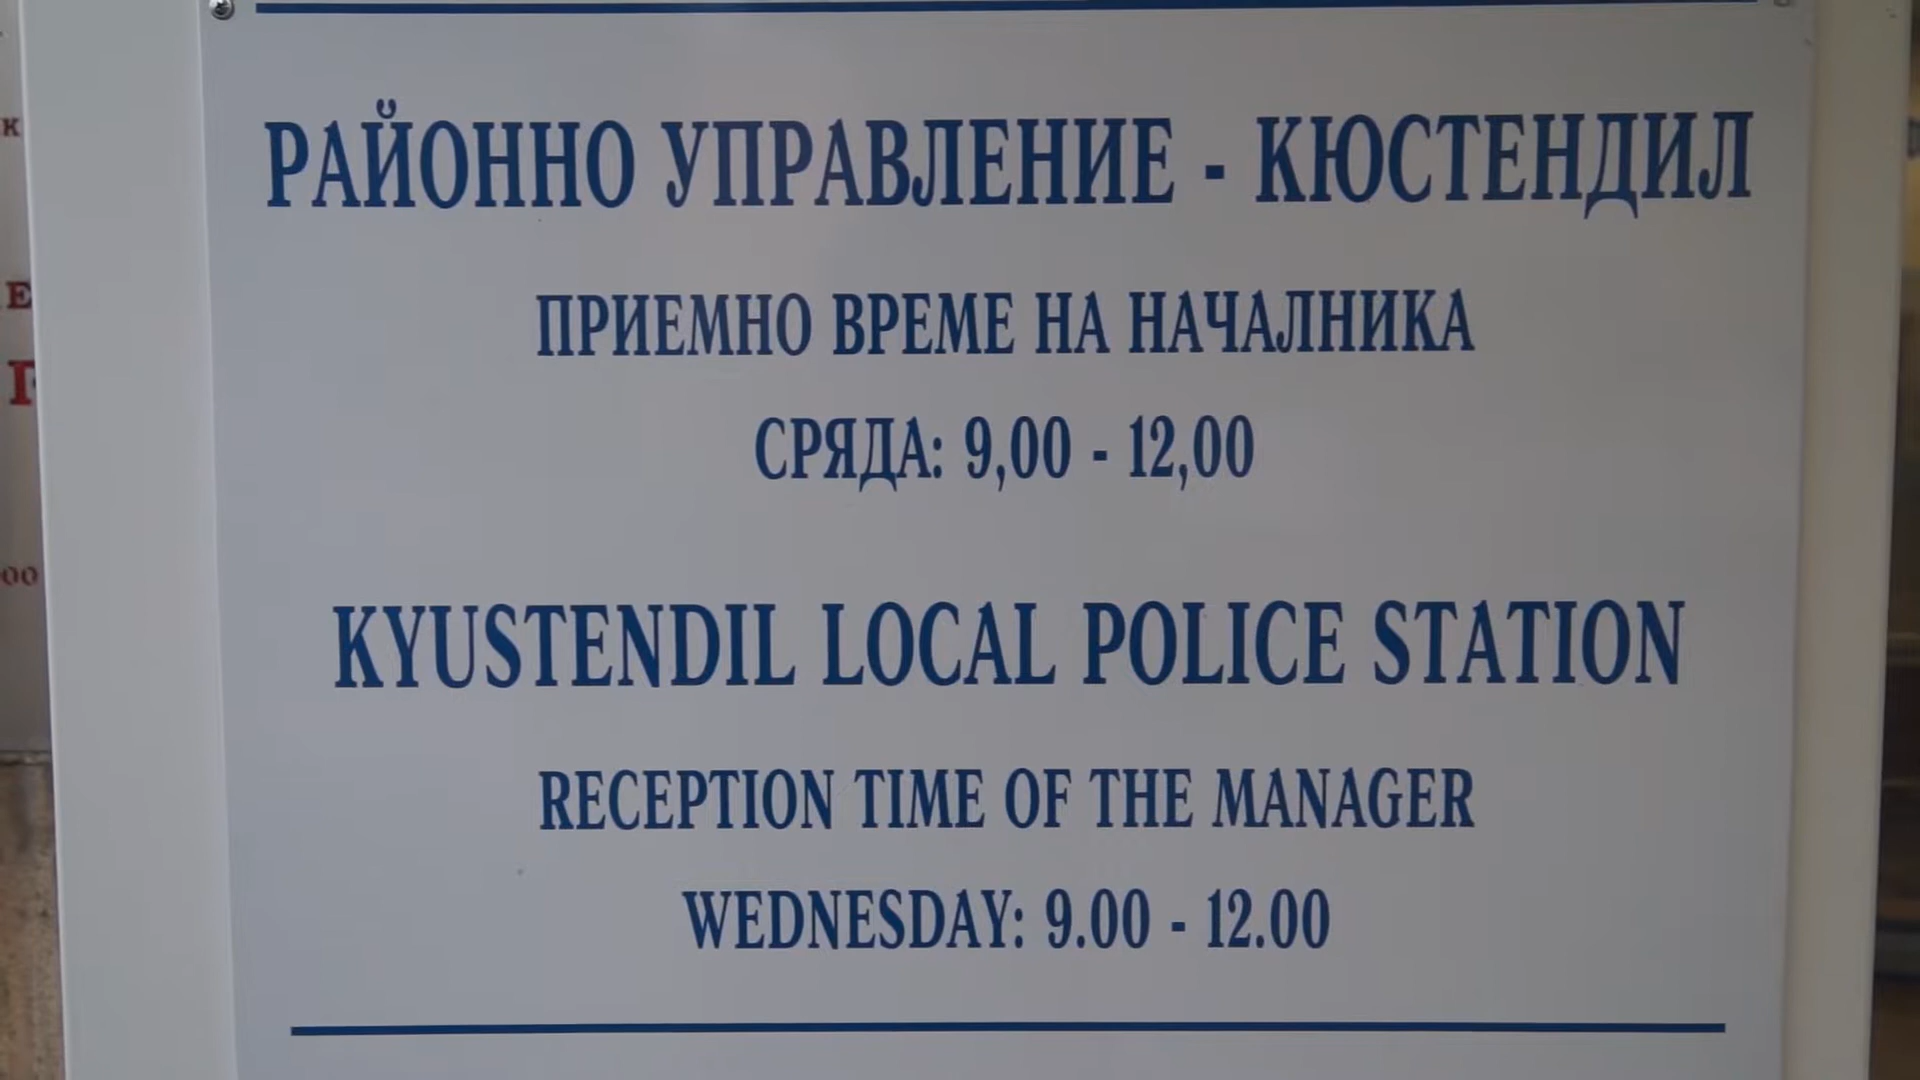 РАЙОННО УПРАВЛЕНИЕ - КЮСТЕНДИЛ
ПРИЕМНО ВРЕМЕ НА НАЧАЛНИКА
СРЯДА: 9,00 - 12,00
KYUSTENDIL LOCAL POLICE STATION
RECEPTION TIME OF THE MANAGER
WEDNESDAY: 9.00 - 12.00